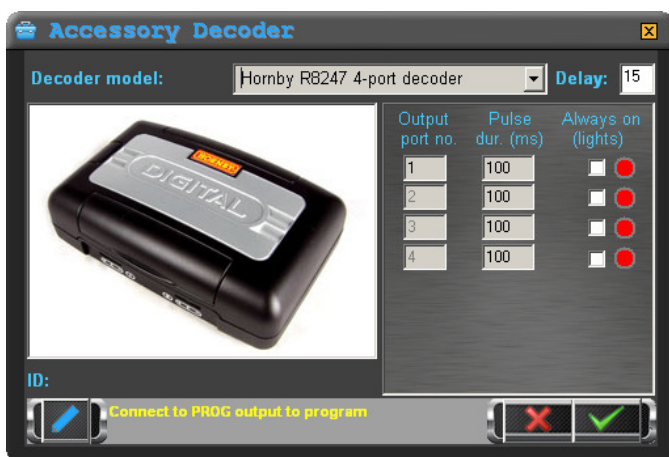 Accessory Decoder
Decoder model: Hornby R8247 4-port decoder Delay: 15
HORNBY
DIGITAL
Output port no. Pulse dur. (ms) Always on (lights)
1 100
2 100
3 100
4 100
ID:
Connect to PROG output to program